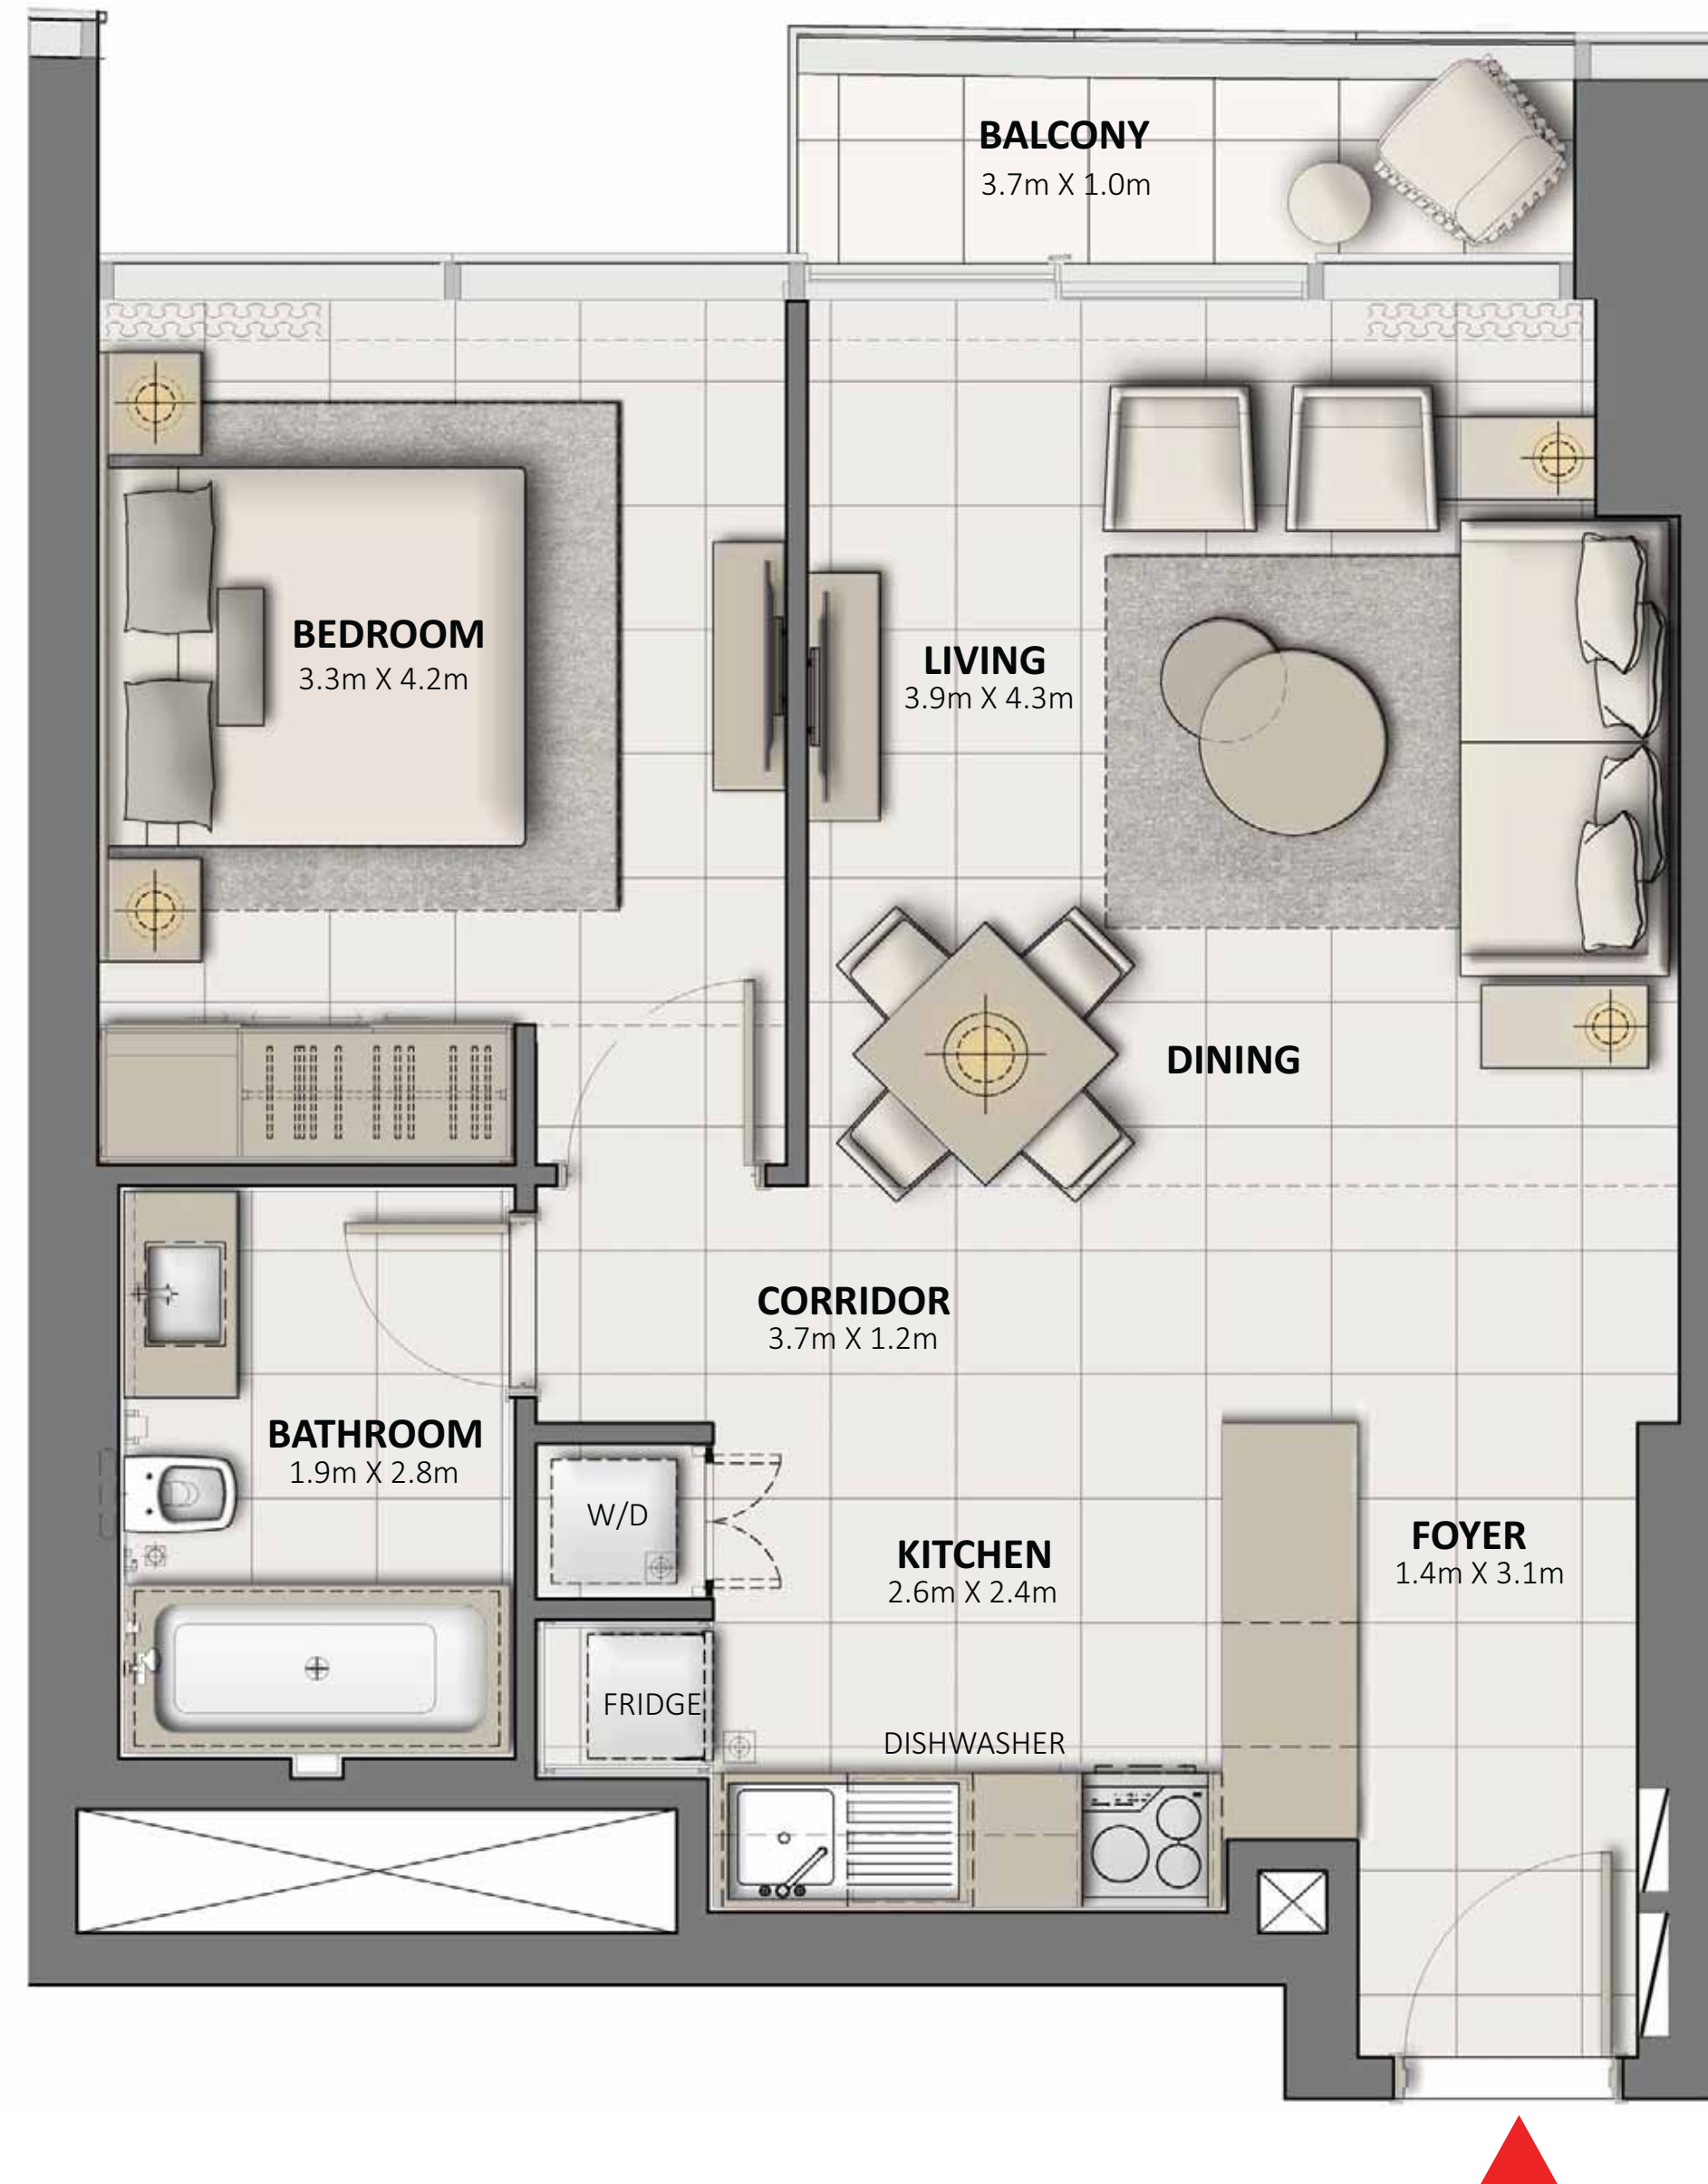 BALCONY
3.7m X 1.0m
BEDROOM
3.3m X 4.2m
LIVING
3.9m X 4.3m
DINING
CORRIDOR
3.7m X 1.2m
BATHROOM
1.9m X 2.8m
W/D
KITCHEN
2.6m X 2.4m
FOYER
1.4m X 3.1m
FRIDGE
DISHWASHER